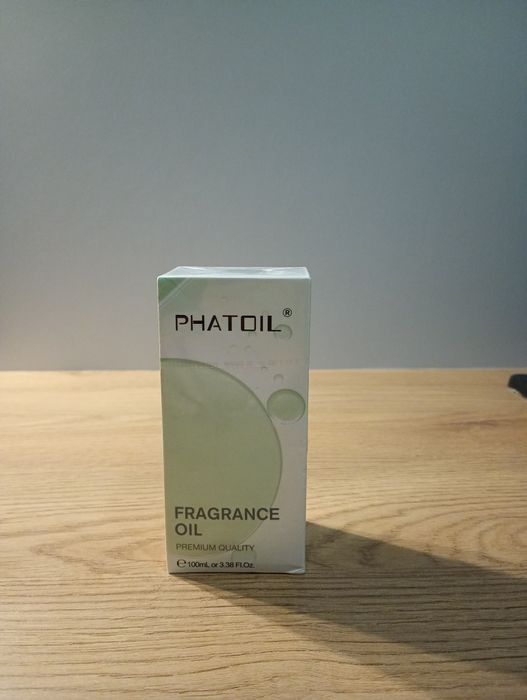 PHATOIL®
FRAGRANCE
OIL
PREMIUM QUALITY
℮100mL or 3.38 Fl.Oz.